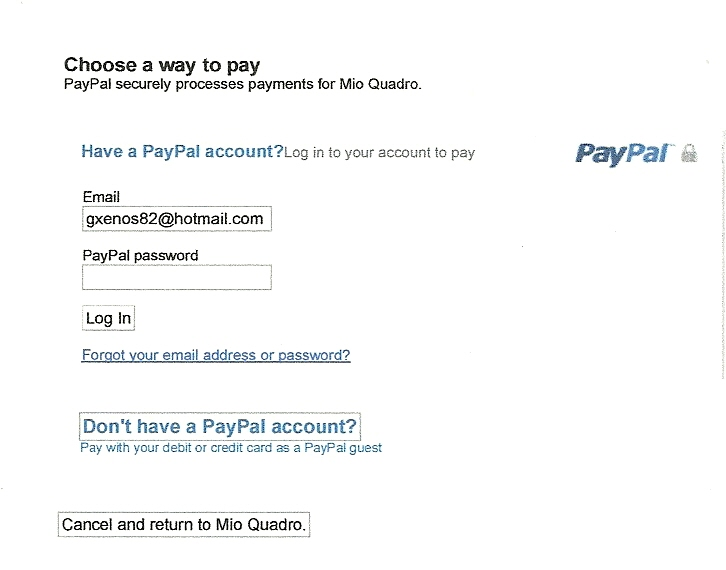 Choose a way to pay
PayPal securely processes payments for Mio Quadro.
Have a PayPal account?Log in to your account to pay
PayPal
Email
gxenos82@hotmail.com
PayPal password
Log In
Forgot your email address or password?
Don't have a PayPal account?
Pay with your debit or credit card as a PayPal guest
Cancel and return to Mio Quadro.